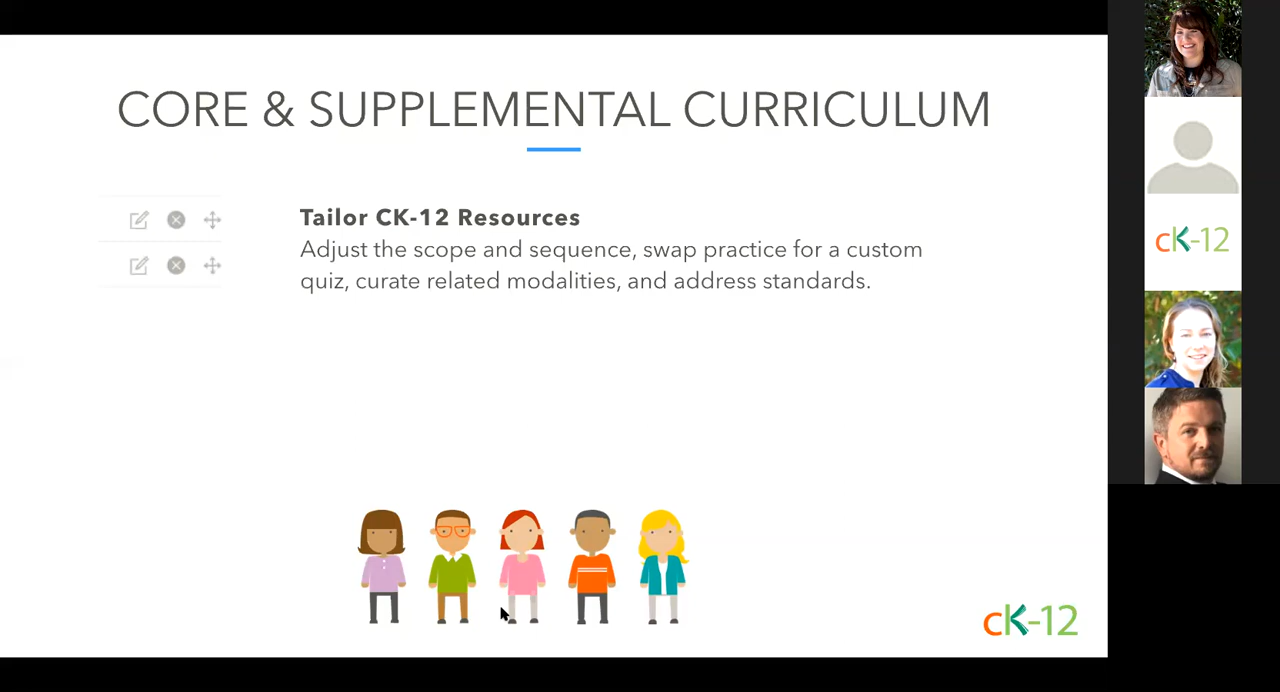 CORE & SUPPLEMENTAL CURRICULUM
Tailor CK-12 Resources
Adjust the scope and sequence, swap practice for a custom
quiz, curate related modalities, and address standards.
cK-12
cK-12